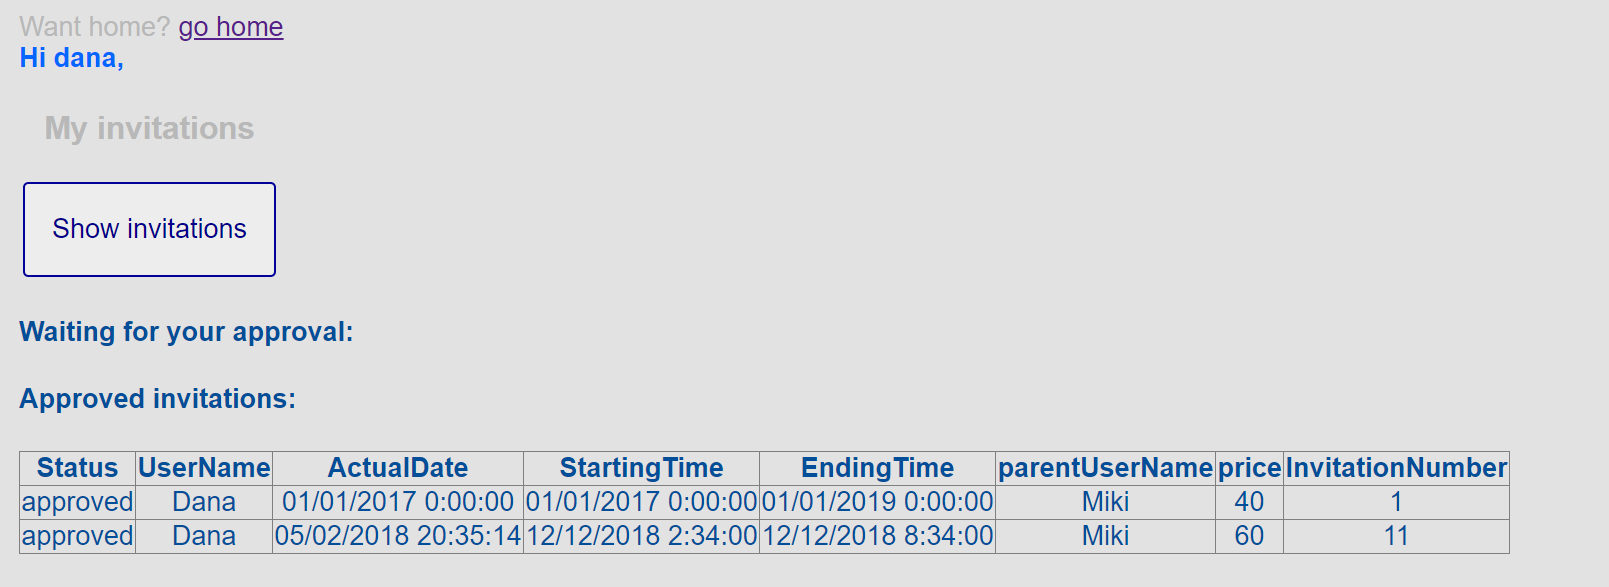 Want home? go home
Hi dana,
My invitations
Show invitations
Waiting for your approval:
Approved invitations:
Status UserName ActualDate StartingTime EndingTime parentUserName price InvitationNumber
approved Dana 01/01/2017 0:00:00 01/01/2017 0:00:00 01/01/2019 0:00:00 Miki 40 1
approved Dana 05/02/2018 20:35:14 12/12/2018 2:34:00 12/12/2018 8:34:00 Miki 60 11